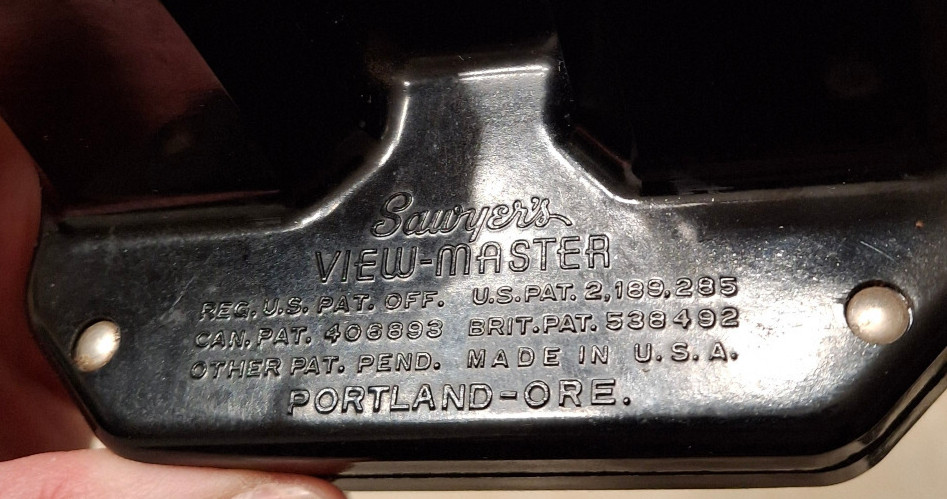 Sawyer's
VIEW-MASTER
REG. U.S. PAT. OFF. U.S. PAT. 2,189,285
CAN. PAT. 406893 BRIT. PAT. 538492
OTHER PAT. PEND. MADE IN U.S.A.
PORTLAND-ORE.